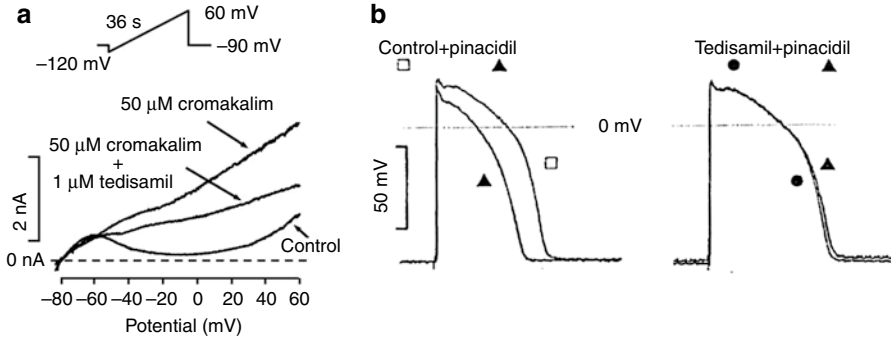 a
36 s
60 mV
–90 mV
–120 mV
50 μM cromakalim
50 μM cromakalim
+
1 μM tedisamil
2 nA
Control
0 nA
–80 –60 –40 –20 0 20 40 60
Potential (mV)
b
Control+pinacidil
Tedisamil+pinacidil
0 mV
50 mV